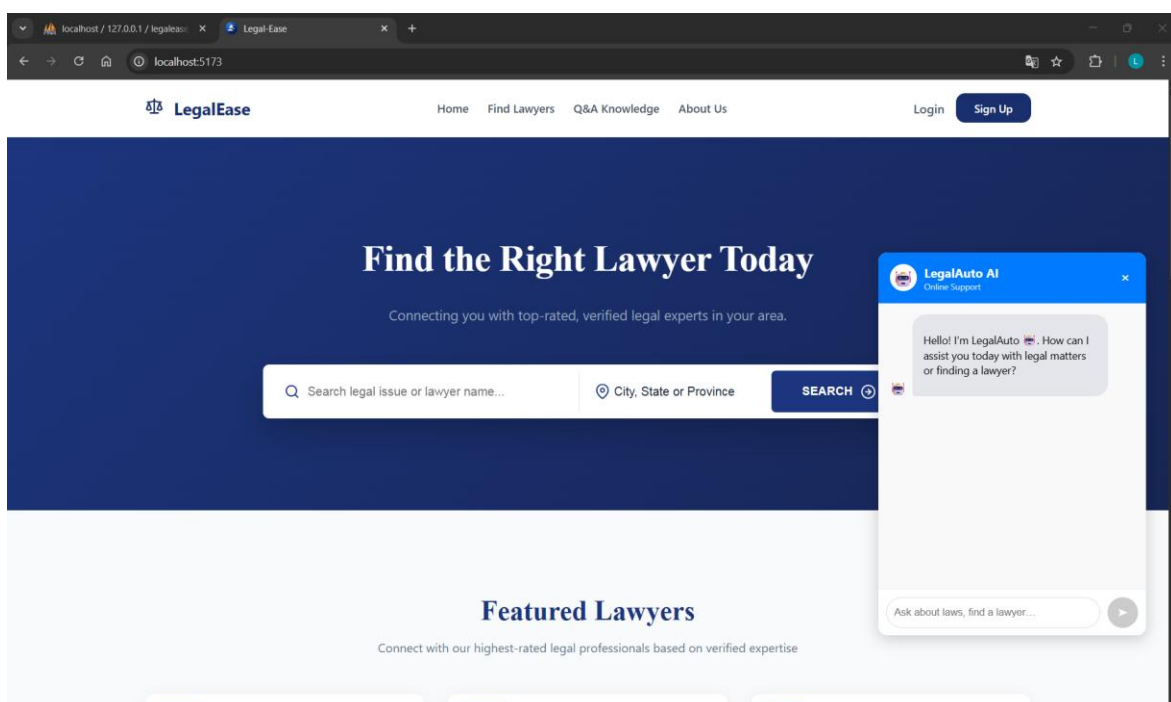 localhost / 127.0.0.1 / legalease
Legal-Ease
localhost:5173
L
LegalEase
Home Find Lawyers Q&A Knowledge About Us
Login Sign Up
Find the Right Lawyer Today
Connecting you with top-rated, verified legal experts in your area.
Search legal issue or lawyer name...
City, State or Province
SEARCH
LegalAuto AI
Online Support
Hello! I'm LegalAuto . How can I
assist you today with legal matters
or finding a lawyer?
Ask about laws, find a lawyer...
Featured Lawyers
Connect with our highest-rated legal professionals based on verified expertise